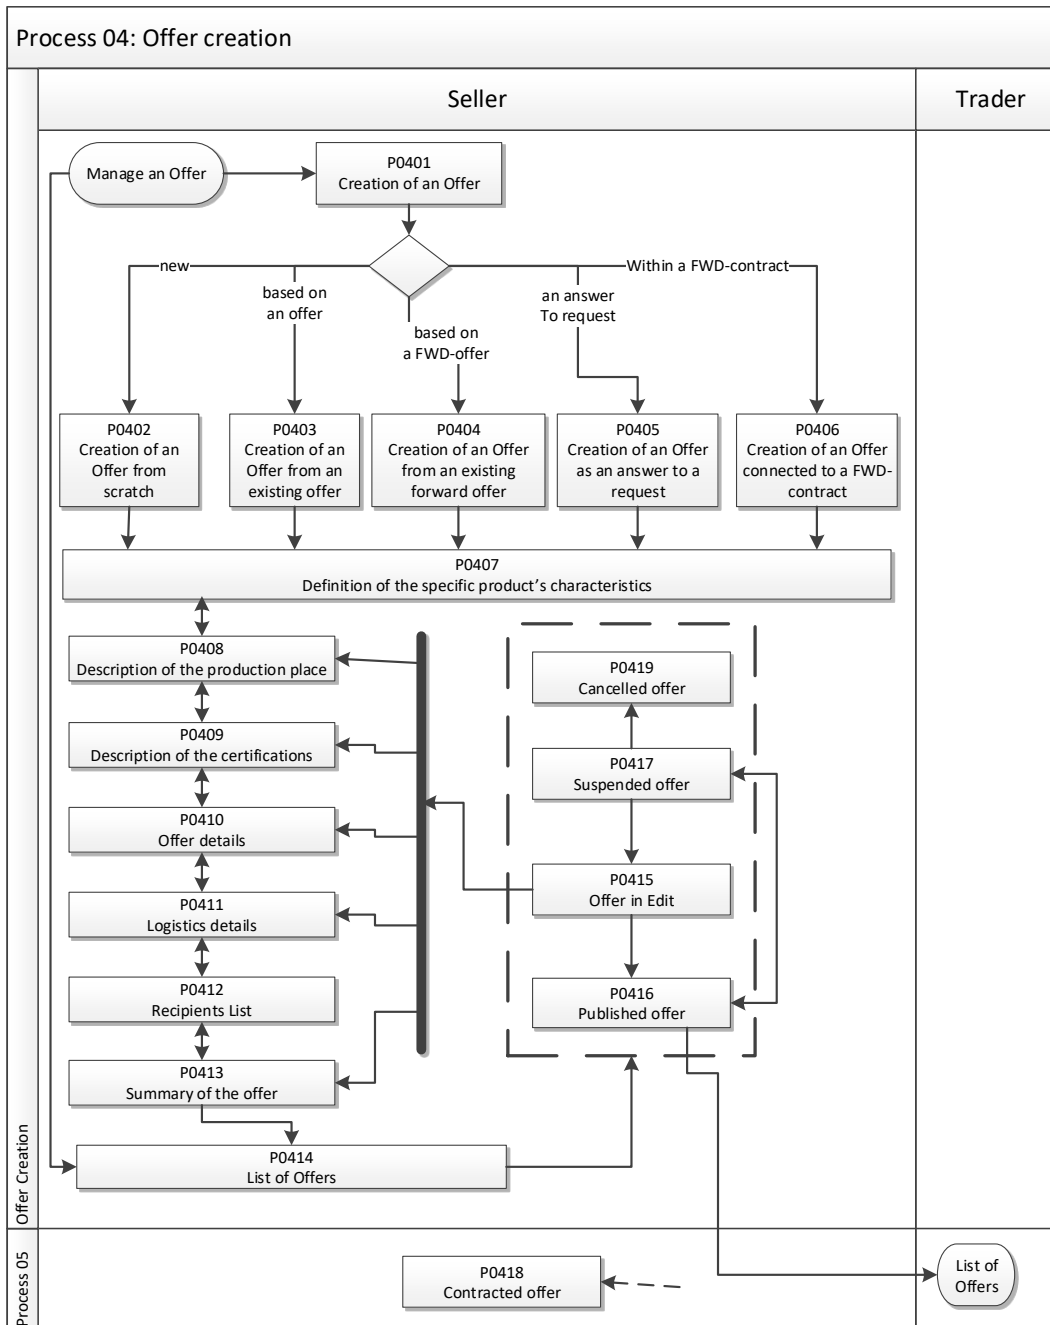 Process 04: Offer creation
Seller
Trader
Manage an Offer
P0401
Creation of an Offer
new
Within a FWD-contract
based on
an offer
an answer
To request
based on
a FWD-offer
P0402
Creation of an
Offer from
scratch
P0403
Creation of an
Offer from an
existing offer
P0404
Creation of an Offer
from an existing
forward offer
P0405
Creation of an Offer
as an answer to a
request
P0406
Creation of an Offer
connected to a FWD-
contract
P0407
Definition of the specific product’s characteristics
P0408
Description of the production place
P0409
Description of the certifications
P0410
Offer details
P0411
Logistics details
P0412
Recipients List
P0413
Summary of the offer
P0414
List of Offers
P0419
Cancelled offer
P0417
Suspended offer
P0415
Offer in Edit
P0416
Published offer
Offer Creation
Process 05
P0418
Contracted offer
List of
Offers